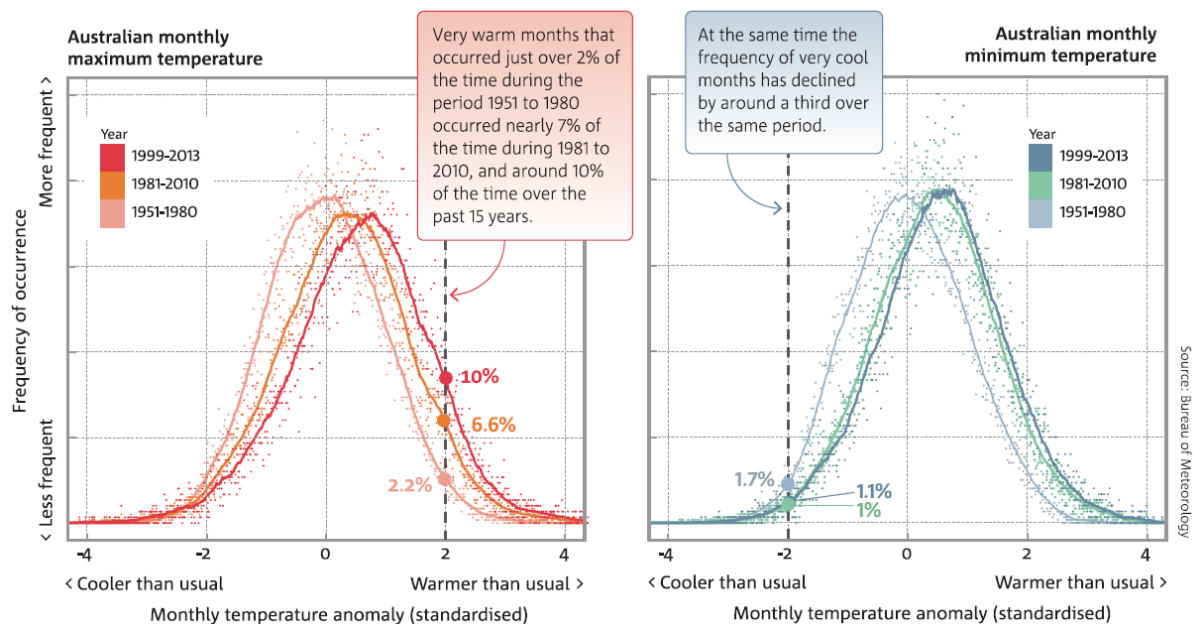 Australian monthly
maximum temperature
Very warm months that
occurred just over 2% of
the time during the
period 1951 to 1980
occurred nearly 7% of
the time during 1981 to
2010, and around 10%
of the time over the
past 15 years.
Year
1999-2013
1981-2010
1951-1980
< Less frequent
Frequency of occurrence
More frequent >
10%
6.6%
2.2%
-4
-2
0
2
4
< Cooler than usual
Warmer than usual >
Monthly temperature anomaly (standardised)
At the same time the
frequency of very cool
months has declined
by around a third over
the same period.
Australian monthly
minimum temperature
Year
1999-2013
1981-2010
1951-1980
1.7%
1.1%
1%
-4
-2
0
2
4
< Cooler than usual
Warmer than usual >
Monthly temperature anomaly (standardised)
Source: Bureau of Meteorology